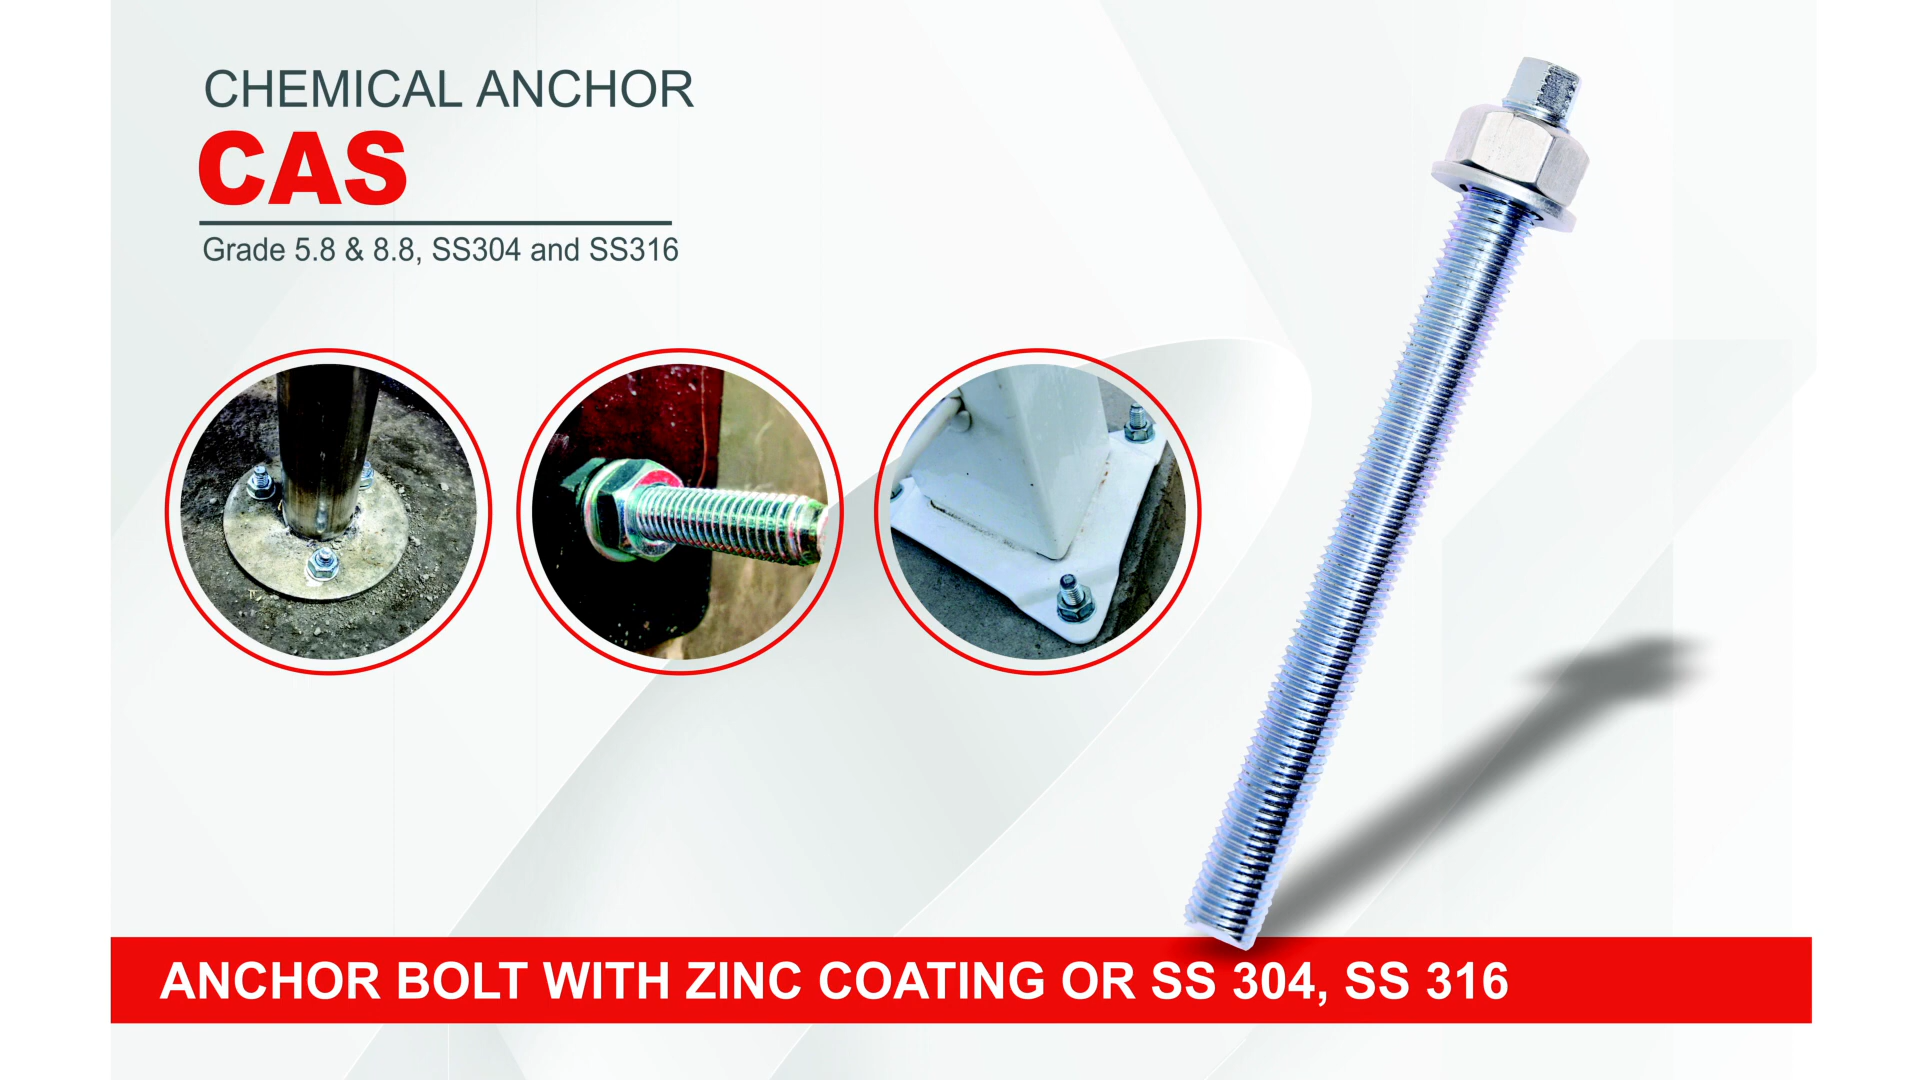 CHEMICAL ANCHOR
CAS
Grade 5.8 & 8.8, SS304 and SS316
ANCHOR BOLT WITH ZINC COATING OR SS 304, SS 316